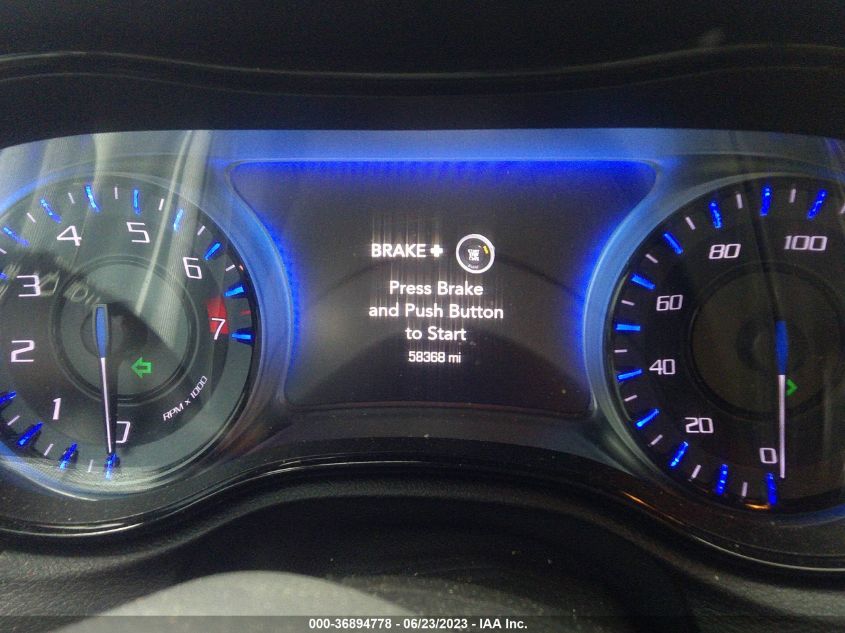 BRAKE +
Press Brake
and Push Button
to Start
58368 mi
0
1
2
3
4
5
6
7
RPM x 1000
0
20
40
60
80
100
000-36894778 - 06/23/2023 - IAA Inc.